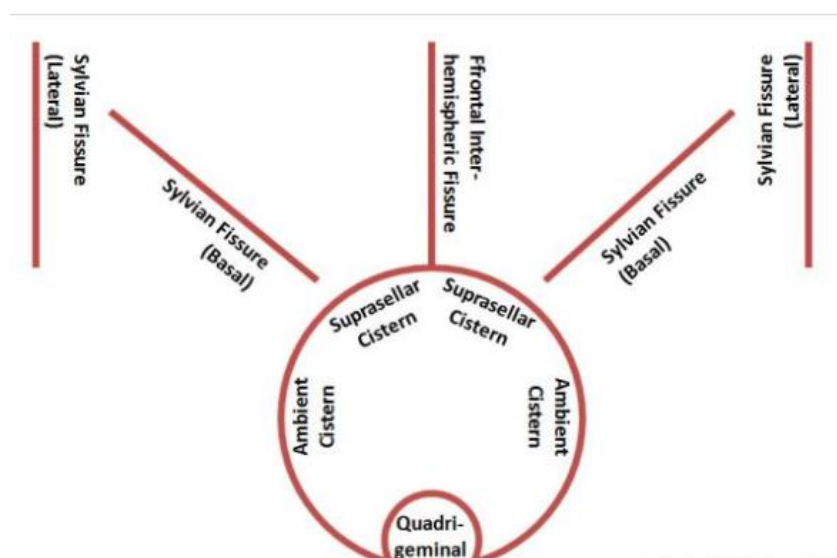 Sylvian Fissure
(Lateral)
Sylvian Fissure
(Basal)
Ffrontal Inter-
hemispheric Fissure
Sylvian Fissure
(Basal)
Sylvian Fissure
(Lateral)
Suprasellar
Cistern
Suprasellar
Cistern
Ambient
Cistern
Ambient
Cistern
Quadri-
geminal